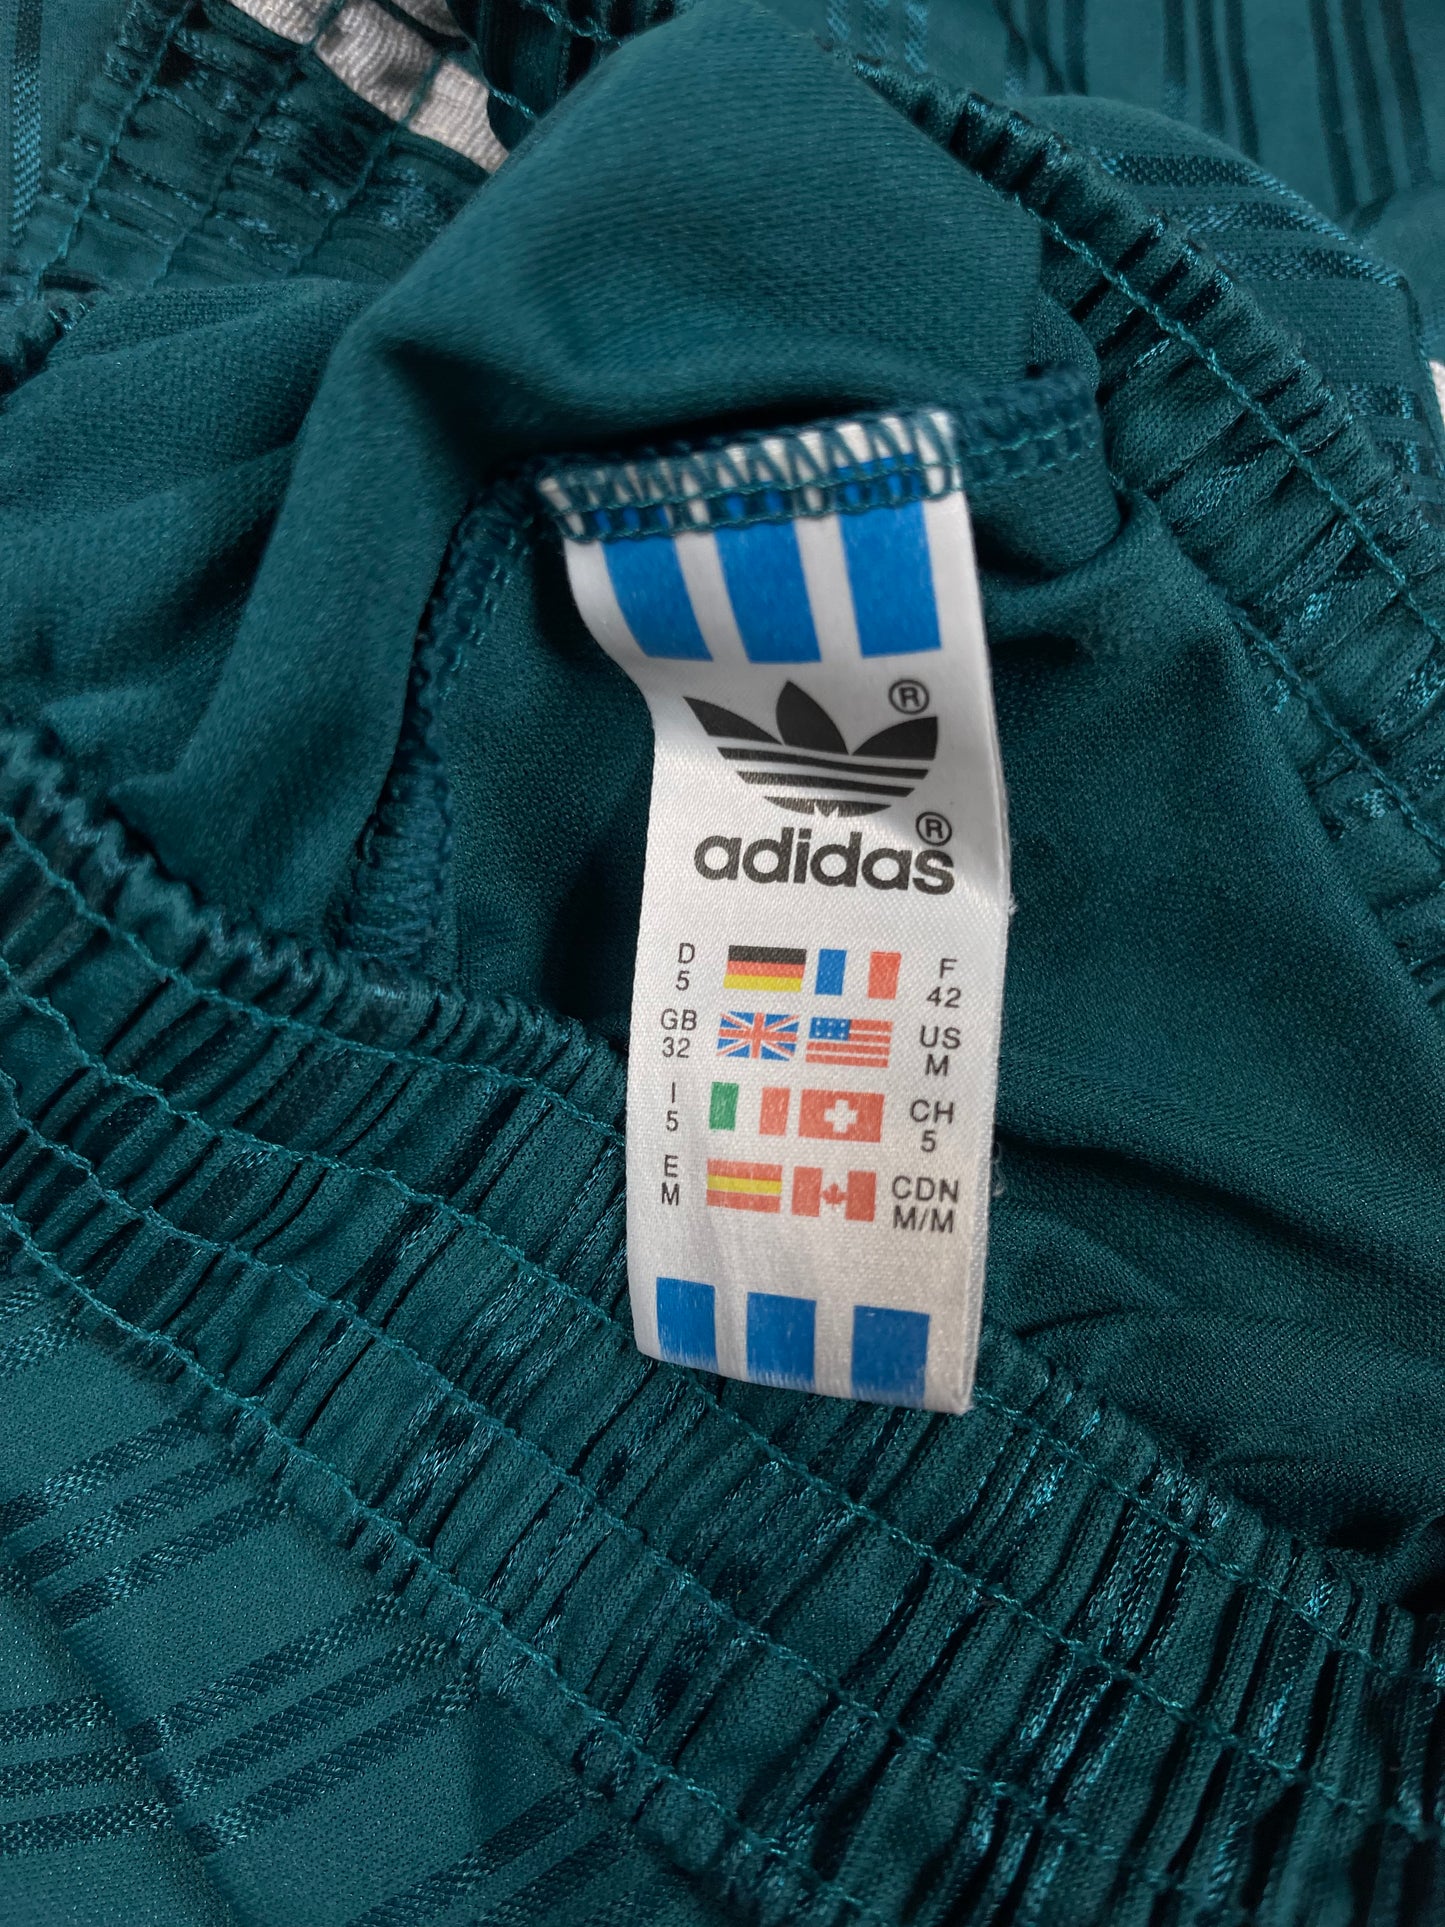 ®
adidas®
D 5 F 42
GB 32 US M
I 5 CH 5
E M CDN M/M